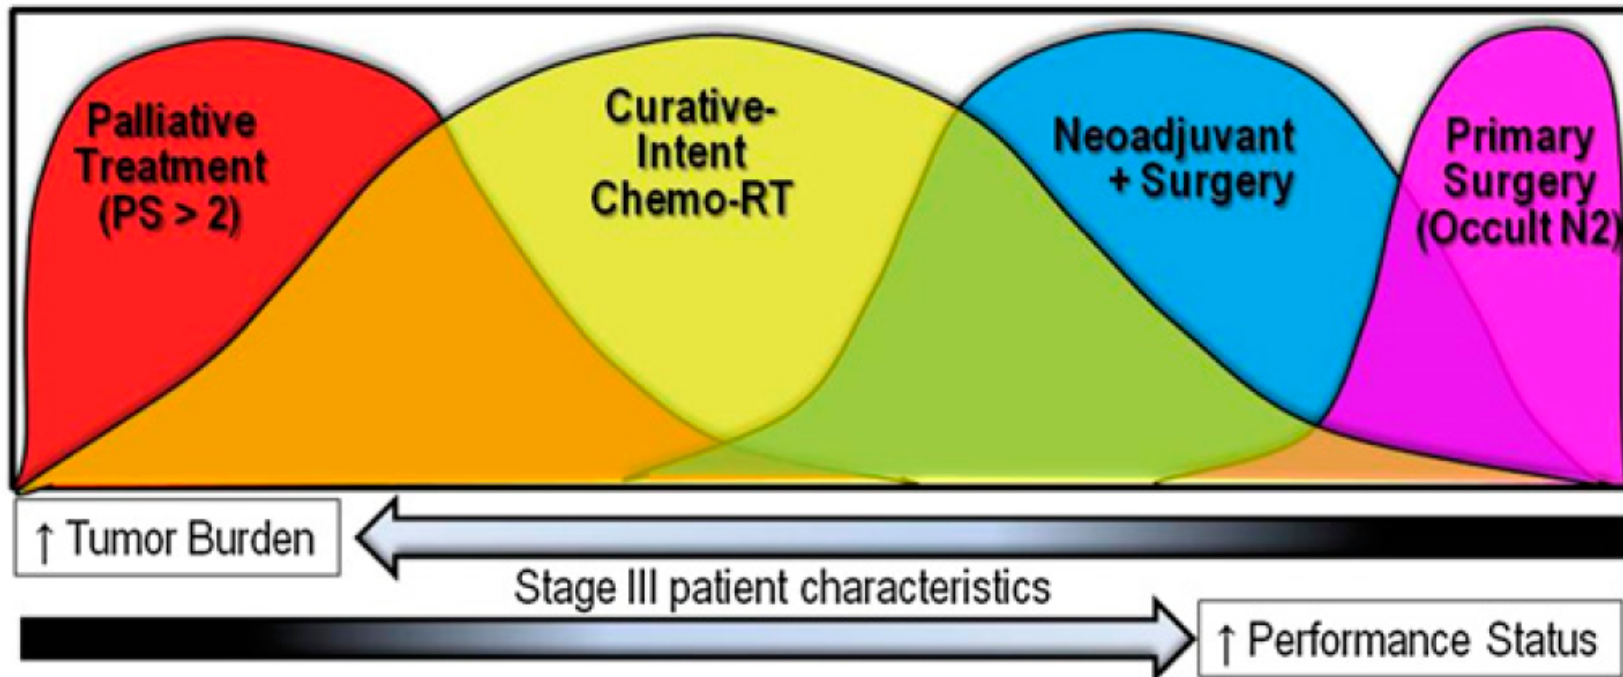 Palliative
Treatment
(PS > 2)
Curative-
Intent
Chemo-RT
Neoadjuvant
+ Surgery
Primary
Surgery
(Occult N2)
↑ Tumor Burden
Stage III patient characteristics
↑ Performance Status